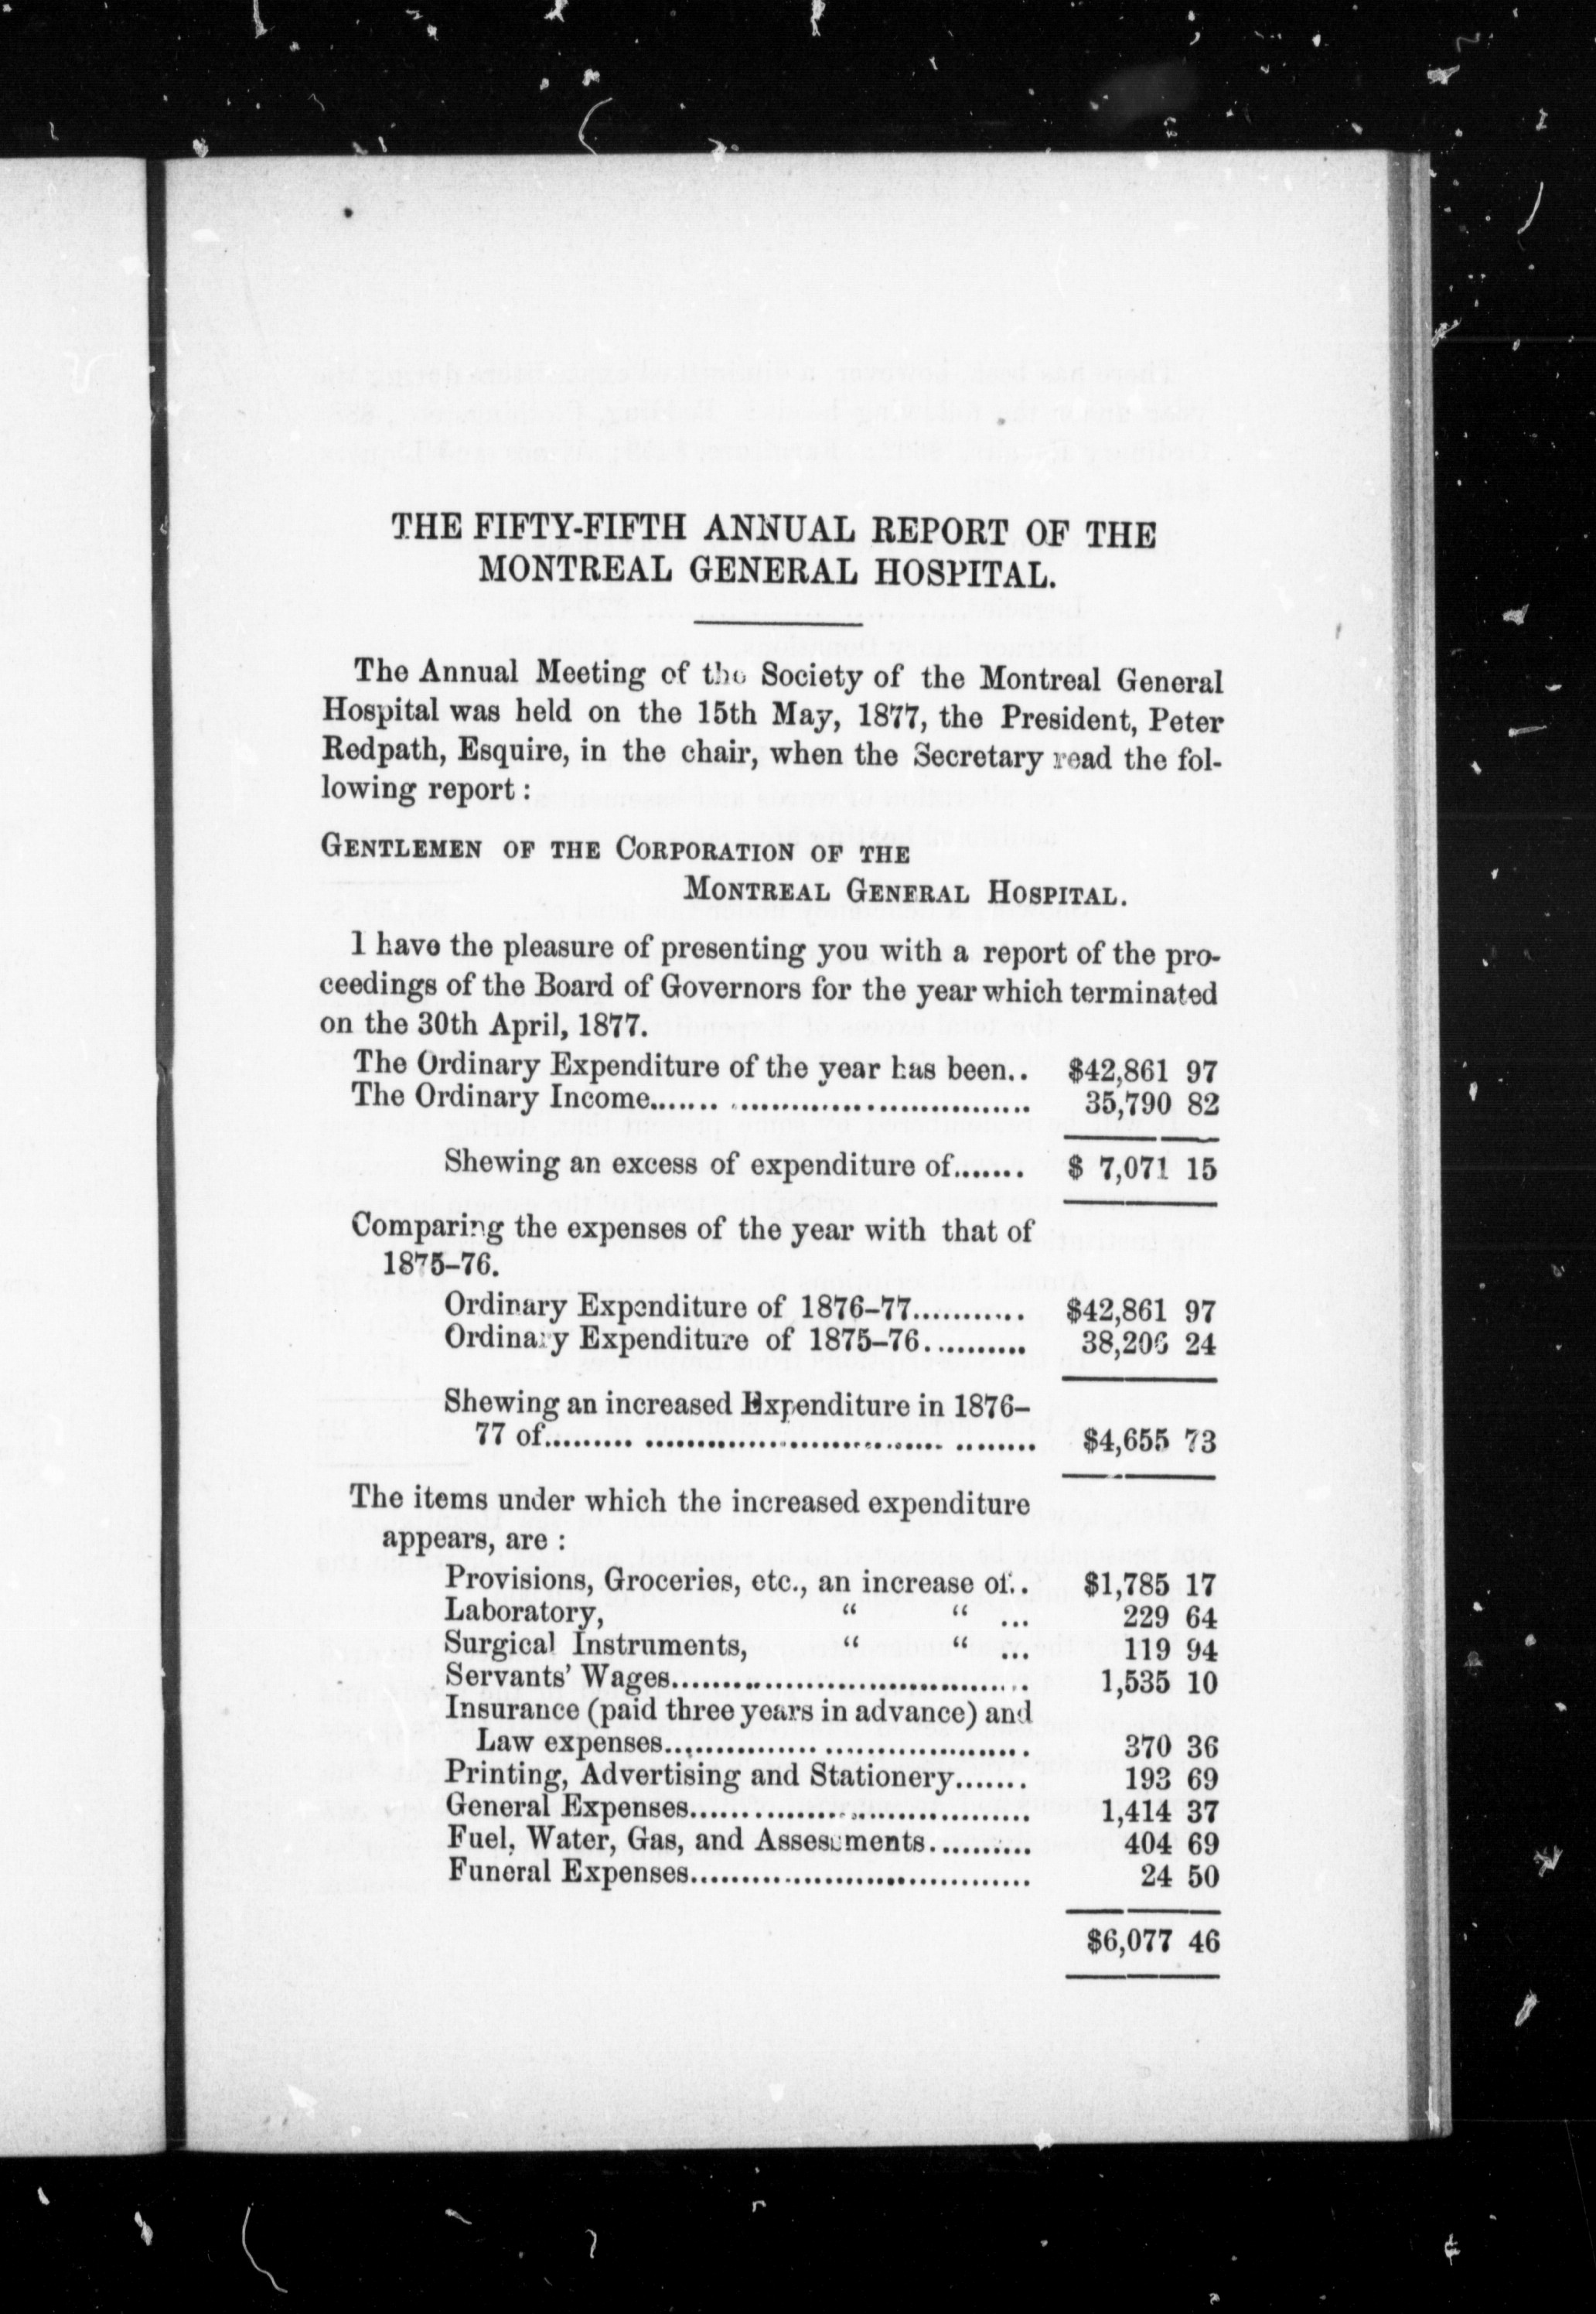 THE FIFTY-FIFTH ANNUAL REPORT OF THE
MONTREAL GENERAL HOSPITAL.
The Annual Meeting of the Society of the Montreal General
Hospital was held on the 15th May, 1877, the President, Peter
Redpath, Esquire, in the chair, when the Secretary read the fol-
lowing report :
GENTLEMEN OF THE CORPORATION OF THE
MONTREAL GENERAL HOSPITAL.
I have the pleasure of presenting you with a report of the pro-
ceedings of the Board of Governors for the year which terminated
on the 30th April, 1877.
The Ordinary Expenditure of the year has been.. $42,861 97
The Ordinary Income.................................... 35,790 82
Shewing an excess of expenditure of....... $ 7,071 15
Comparing the expenses of the year with that of
1875–76.
Ordinary Expenditure of 1876–77........... $42,861 97
Ordinary Expenditure of 1875–76........... 38,206 24
Shewing an increased Expenditure in 1876–
77 of............................................... $4,655 73
The items under which the increased expenditure
appears, are :
Provisions, Groceries, etc., an increase of.. $1,785 17
Laboratory, “ “ ... 229 64
Surgical Instruments, “ “ ... 119 94
Servants' Wages................................... 1,535 10
Insurance (paid three years in advance) and
Law expenses................................... 370 36
Printing, Advertising and Stationery....... 193 69
General Expenses................................. 1,414 37
Fuel, Water, Gas, and Assessments.......... 404 69
Funeral Expenses................................. 24 50
$6,077 46